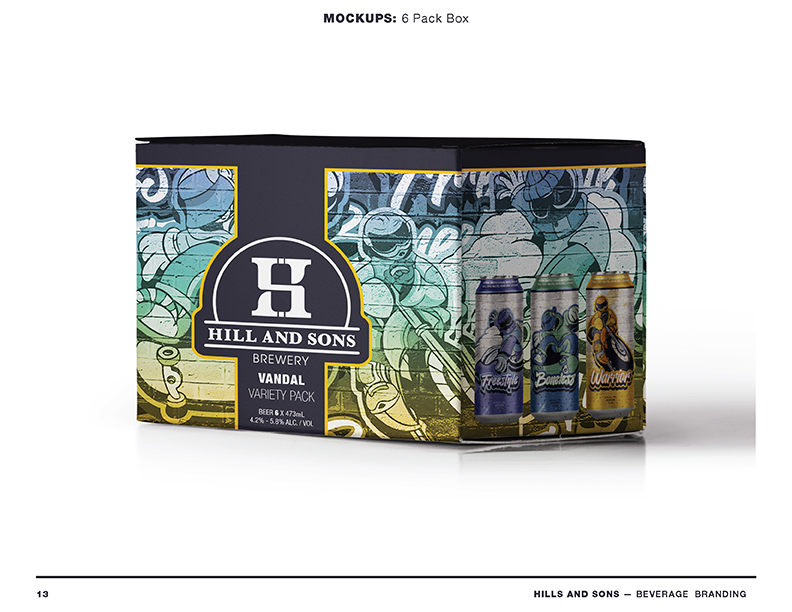 MOCKUPS: 6 Pack Box
H
HILL AND SONS
BREWERY
VANDAL
VARIETY PACK
BEER 6 X 473mL
4.2% - 5.8% ALC. / VOL
Freestyle
Boneless
Warrior
13
HILLS AND SONS — BEVERAGE BRANDING